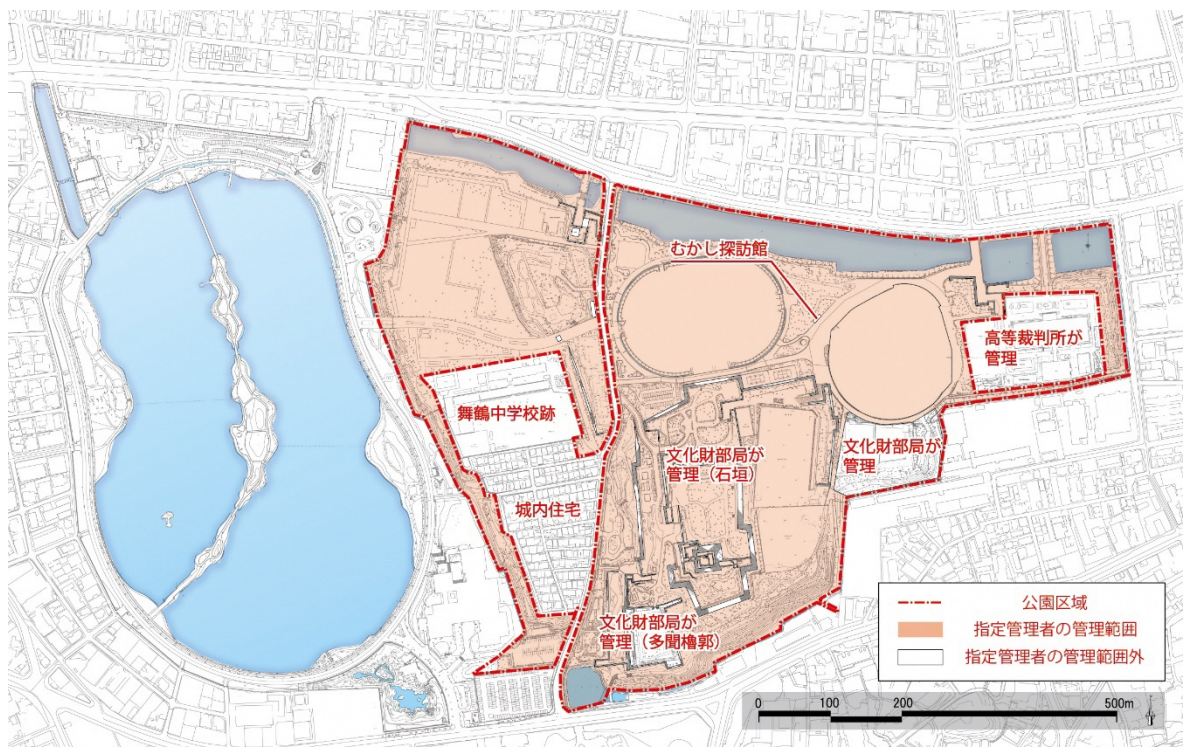 むかし探訪館
高等裁判所が
管理
舞鶴中学校跡
文化財部局が
管理（石垣）
文化財部局が
管理
城内住宅
文化財部局が
管理（多聞櫓郭）
公園区域
指定管理者の管理範囲
指定管理者の管理範囲外
0 100 200 500m